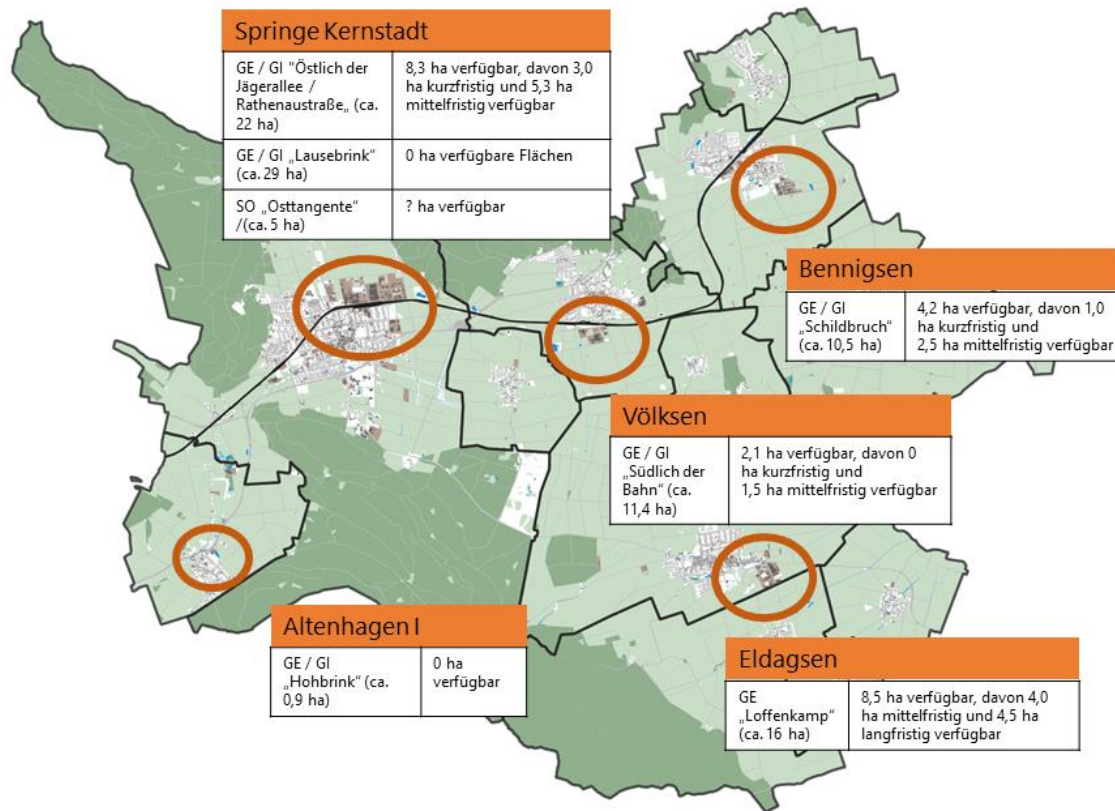 Springe Kernstadt
GE / GI "Östlich der
Jägerallee /
Rathenaustraße„ (ca.
22 ha)
8,3 ha verfügbar, davon 3,0
ha kurzfristig und 5,3 ha
mittelfristig verfügbar
GE / GI „Lausebrink“
(ca. 29 ha)
0 ha verfügbare Flächen
SO „Osttangente“
/(ca. 5 ha)
? ha verfügbar
Bennigsen
GE / GI
„Schildbruch“
(ca. 10,5 ha)
4,2 ha verfügbar, davon 1,0
ha kurzfristig und
2,5 ha mittelfristig verfügbar
Völksen
GE / GI
„Südlich der
Bahn“ (ca.
11,4 ha)
2,1 ha verfügbar, davon 0
ha kurzfristig und
1,5 ha mittelfristig verfügbar
Altenhagen I
GE / GI
„Hohbrink“ (ca.
0,9 ha)
0 ha
verfügbar
Eldagsen
GE
„Loffenkamp“
(ca. 16 ha)
8,5 ha verfügbar, davon 4,0
ha mittelfristig und 4,5 ha
langfristig verfügbar